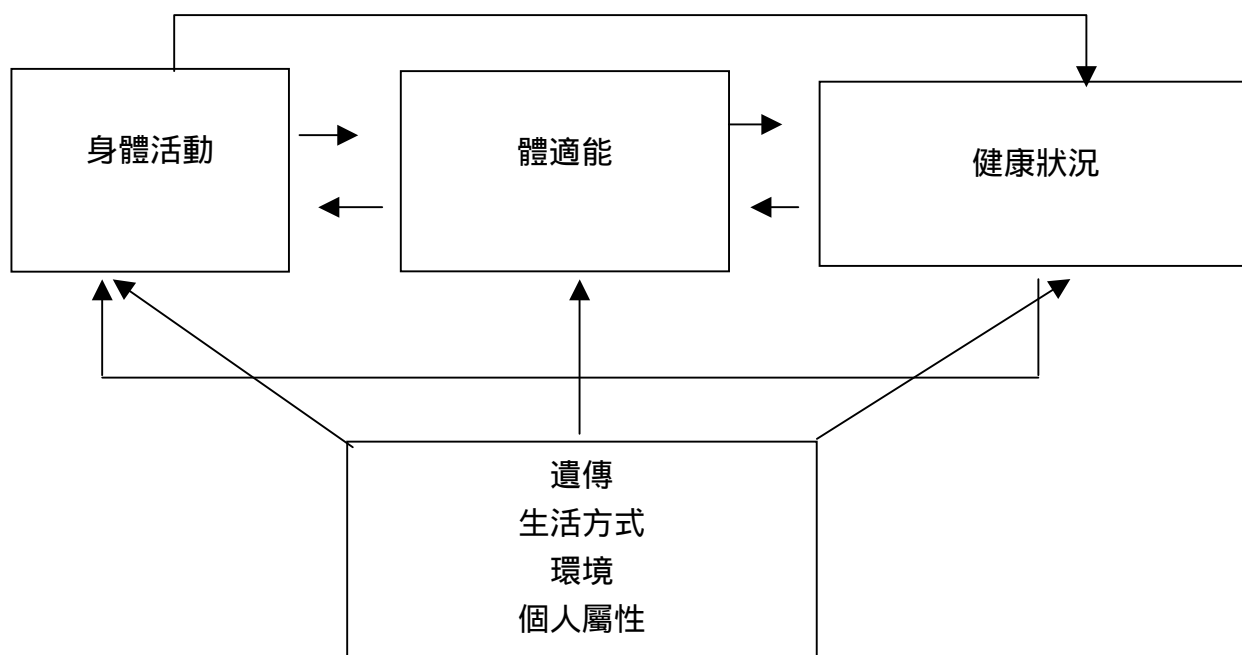 身體活動
體適能
健康狀況
遺傳
生活方式
環境
個人屬性